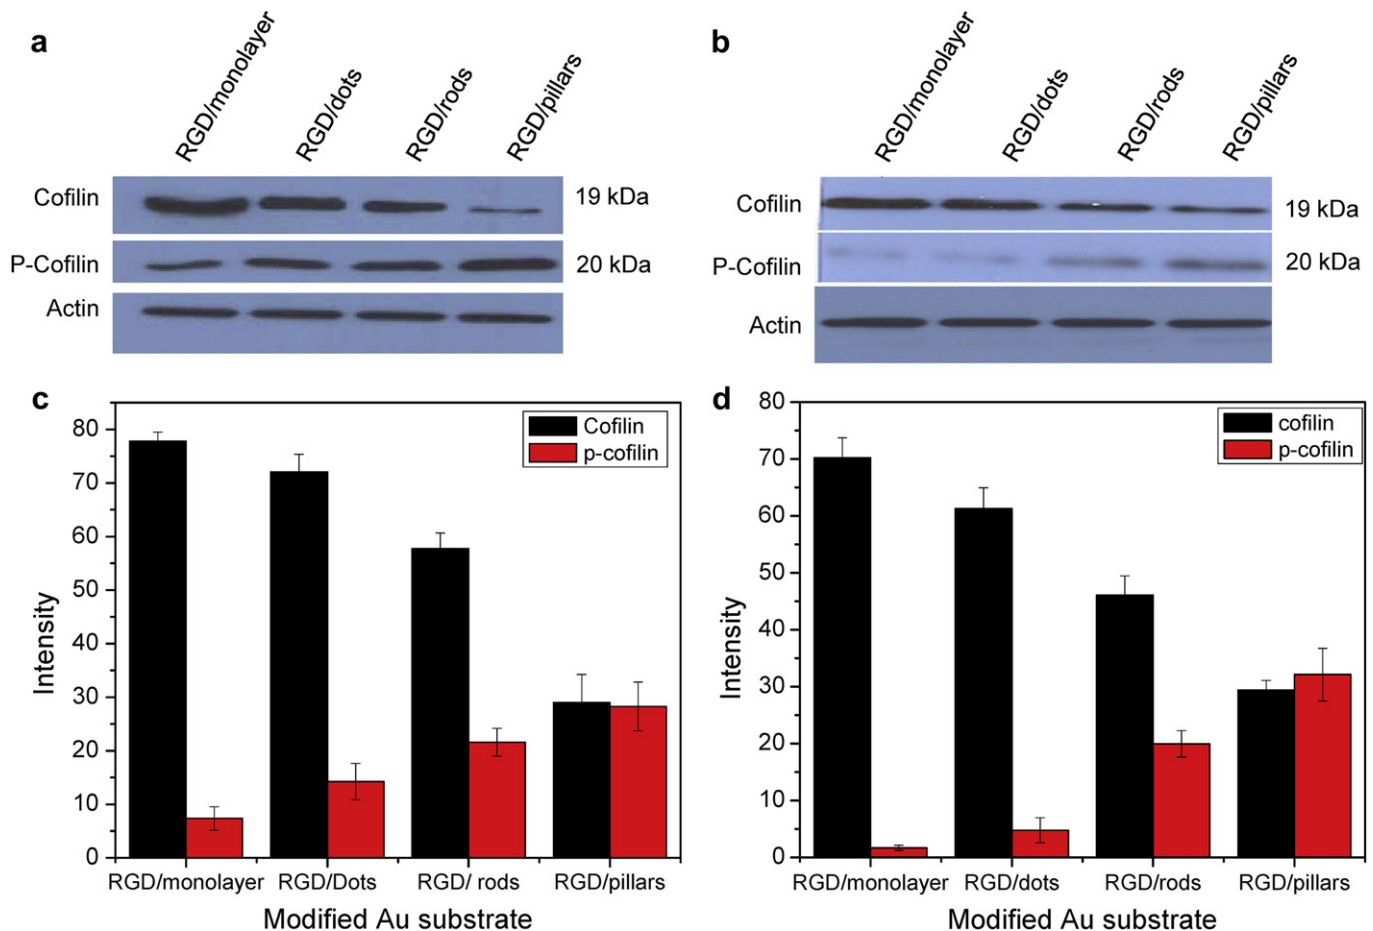 a
RGD/monolayer
RGD/dots
RGD/rods
RGD/pillars
Cofilin
19 kDa
P-Cofilin
20 kDa
Actin
b
RGD/monolayer
RGD/dots
RGD/rods
RGD/pillars
Cofilin
19 kDa
P-Cofilin
20 kDa
Actin
c
Cofilin
p-cofilin
80
70
60
50
40
30
20
10
0
Intensity
RGD/monolayer
RGD/Dots
RGD/ rods
RGD/pillars
Modified Au substrate
d
cofilin
p-cofilin
80
70
60
50
40
30
20
10
0
Intensity
RGD/monolayer
RGD/dots
RGD/rods
RGD/pillars
Modified Au substrate